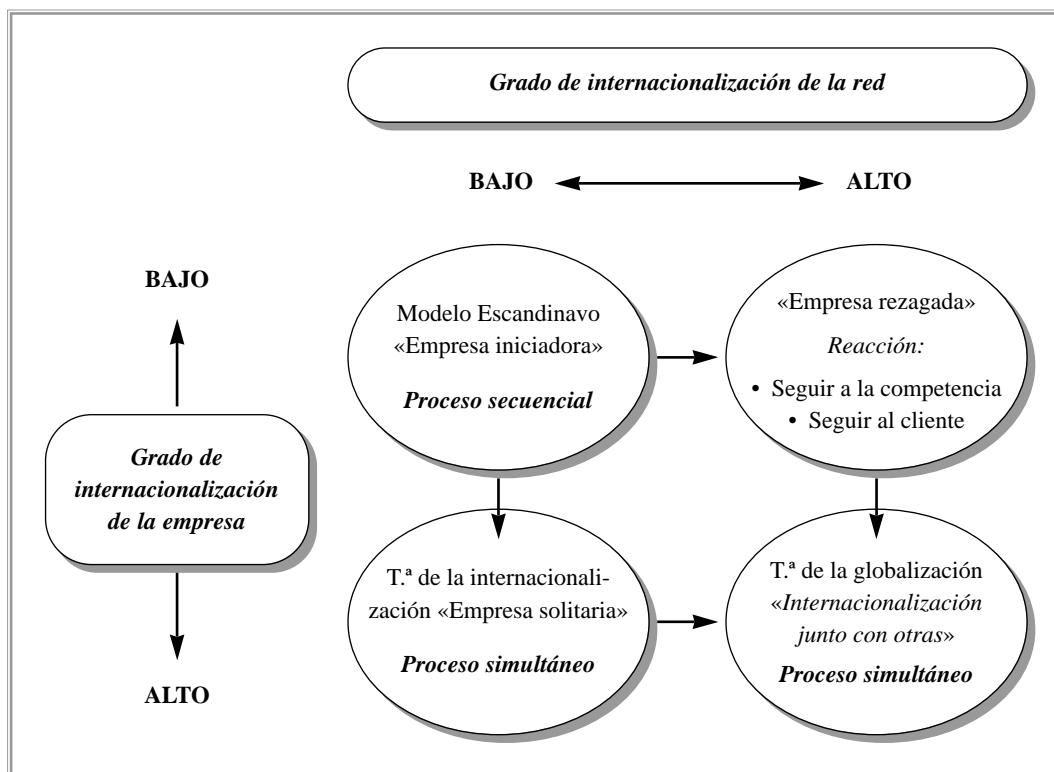 Grado de internacionalización de la red
BAJO
ALTO
BAJO
Grado de
internacionalización
de la empresa
ALTO
Modelo Escandinavo
«Empresa iniciadora»
Proceso secuencial
«Empresa rezagada»
Reacción:
• Seguir a la competencia
• Seguir al cliente
T.ª de la internacionali-
zación «Empresa solitaria»
Proceso simultáneo
T.ª de la globalización
«Internacionalización
junto con otras»
Proceso simultáneo